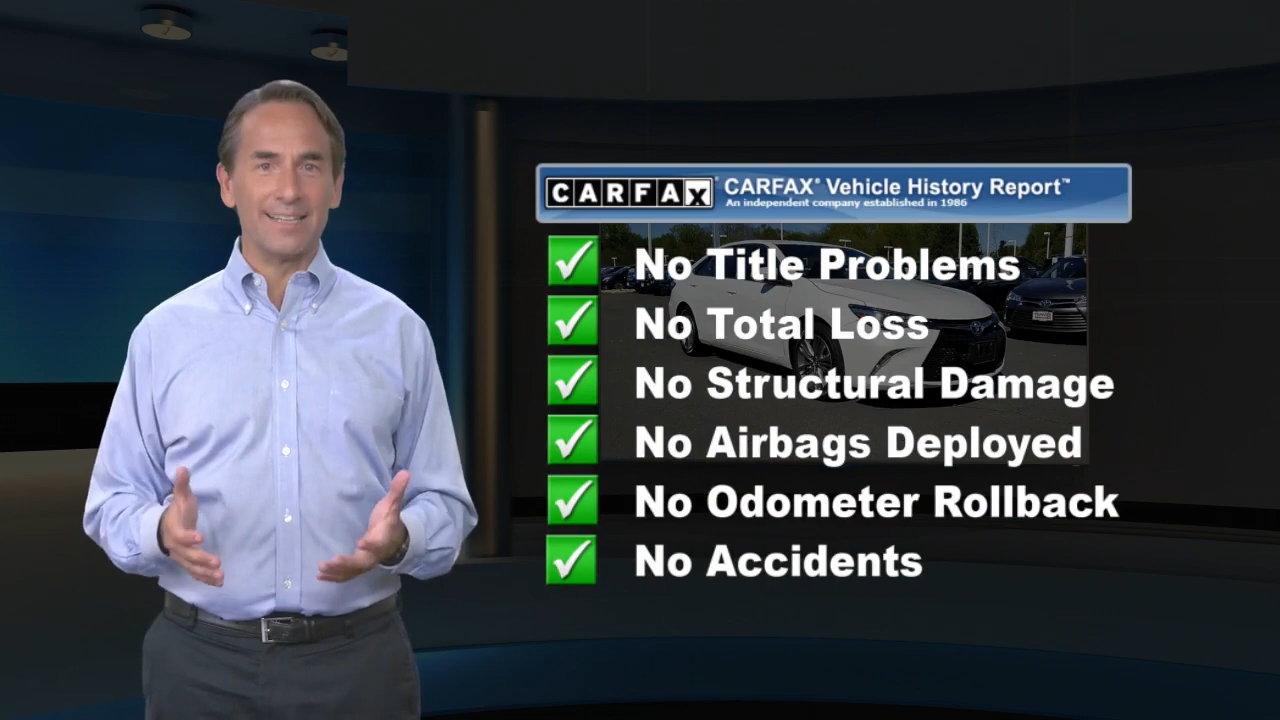 CARFAX® CARFAX® Vehicle History Report™
An independent company established in 1986
No Title Problems
No Total Loss
No Structural Damage
No Airbags Deployed
No Odometer Rollback
No Accidents